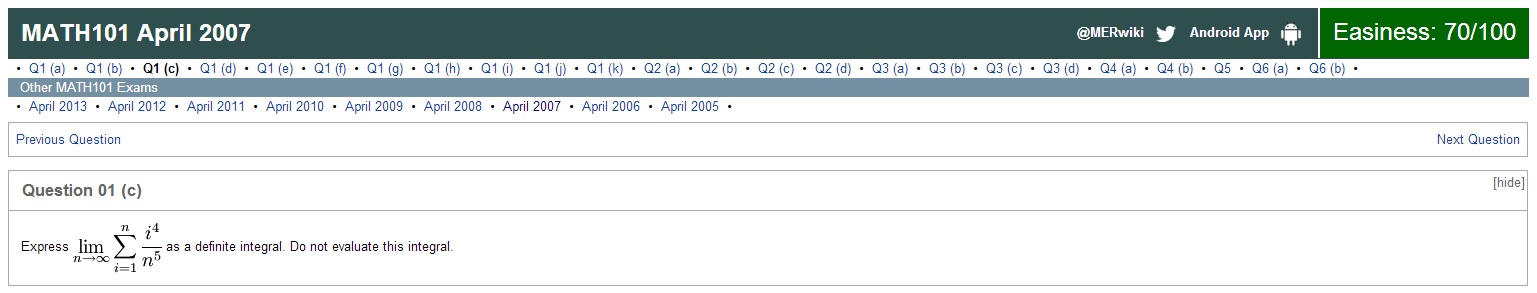 MATH101 April 2007 @MERwiki Android App Easiness: 70/100
• Q1 (a) • Q1 (b) • Q1 (c) • Q1 (d) • Q1 (e) • Q1 (f) • Q1 (g) • Q1 (h) • Q1 (i) • Q1 (j) • Q1 (k) • Q2 (a) • Q2 (b) • Q2 (c) • Q2 (d) • Q3 (a) • Q3 (b) • Q3 (c) • Q3 (d) • Q4 (a) • Q4 (b) • Q5 • Q6 (a) • Q6 (b) •
Other MATH101 Exams
• April 2013 • April 2012 • April 2011 • April 2010 • April 2009 • April 2008 • April 2007 • April 2006 • April 2005 •
Previous Question Next Question
Question 01 (c) [hide]
Express $\lim_{n\to\infty} \sum_{i=1}^{n} \frac{i^4}{n^5}$ as a definite integral. Do not evaluate this integral.